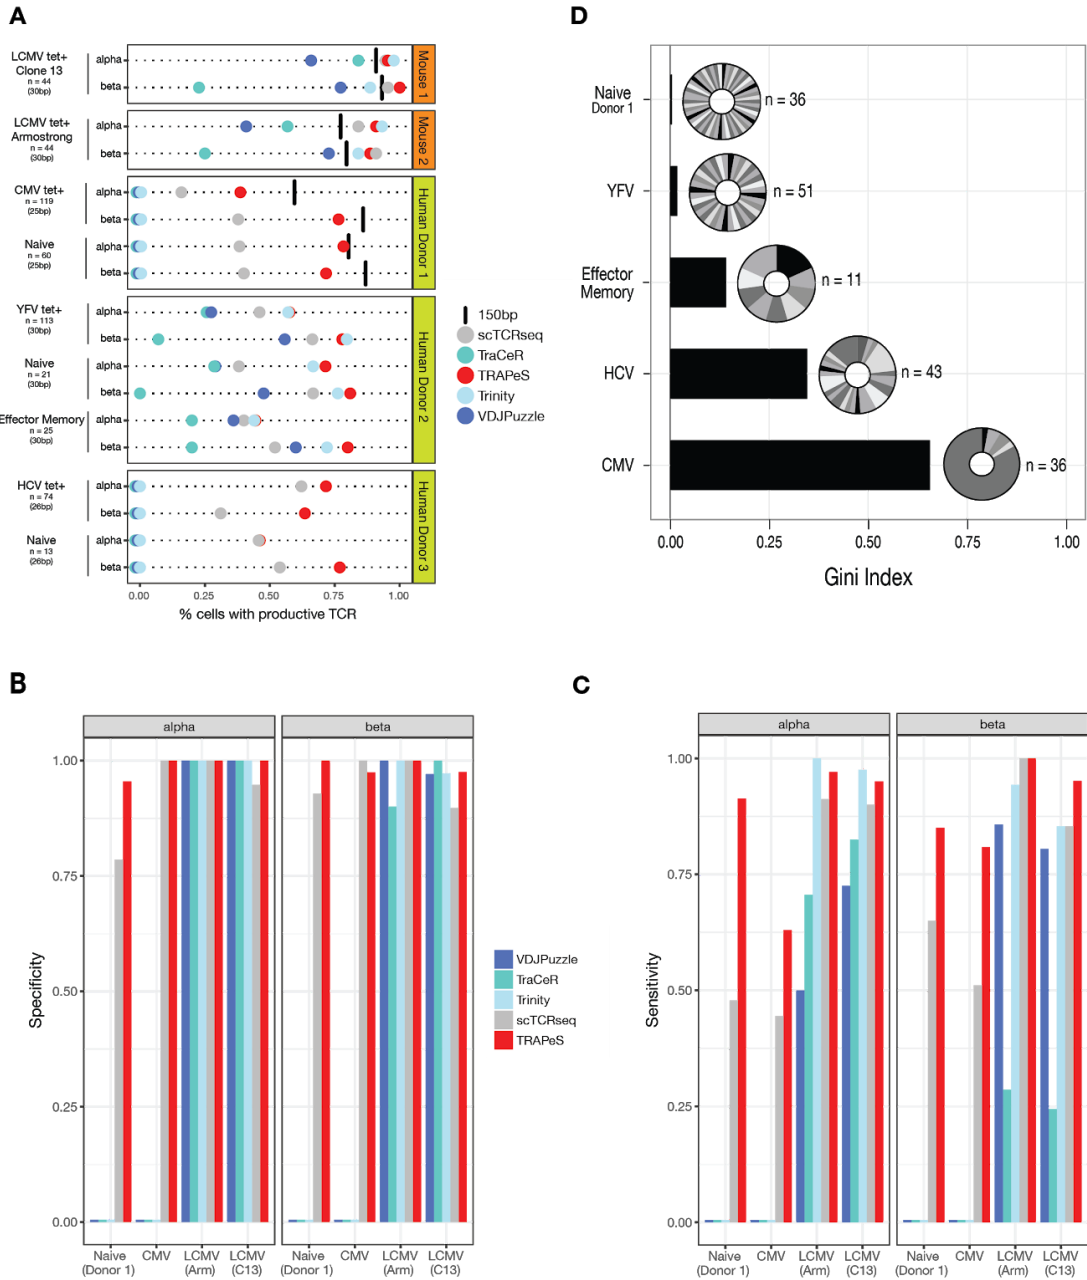 A
LCMV tet+
Clone 13
n = 44
(30bp)
alpha
beta
Mouse 1
LCMV tet+
Armostrong
n = 44
(30bp)
alpha
beta
Mouse 2
CMV tet+
n = 119
(25bp)
alpha
beta
Naive
n = 60
(25bp)
alpha
beta
Human Donor 1
YFV tet+
n = 113
(30bp)
alpha
beta
Naive
n = 21
(30bp)
alpha
beta
Effector Memory
n = 25
(30bp)
alpha
beta
Human Donor 2
HCV tet+
n = 74
(26bp)
alpha
beta
Naive
n = 13
(26bp)
alpha
beta
Human Donor 3
0.00 0.25 0.50 0.75 1.00
% cells with productive TCR
150bp
scTCRseq
TraCeR
TRAPeS
Trinity
VDJPuzzle
D
Naive
Donor 1
n = 36
YFV
n = 51
Effector
Memory
n = 11
HCV
n = 43
CMV
n = 36
0.00 0.25 0.50 0.75 1.00
Gini Index
B
alpha beta
Specificity
1.00
0.75
0.50
0.25
0.00
Naive
(Donor 1)
CMV
LCMV
(Arm)
LCMV
(C13)
Naive
(Donor 1)
CMV
LCMV
(Arm)
LCMV
(C13)
VDJPuzzle
TraCeR
Trinity
scTCRseq
TRAPeS
C
alpha beta
Sensitivity
1.00
0.75
0.50
0.25
0.00
Naive
(Donor 1)
CMV
LCMV
(Arm)
LCMV
(C13)
Naive
(Donor 1)
CMV
LCMV
(Arm)
LCMV
(C13)